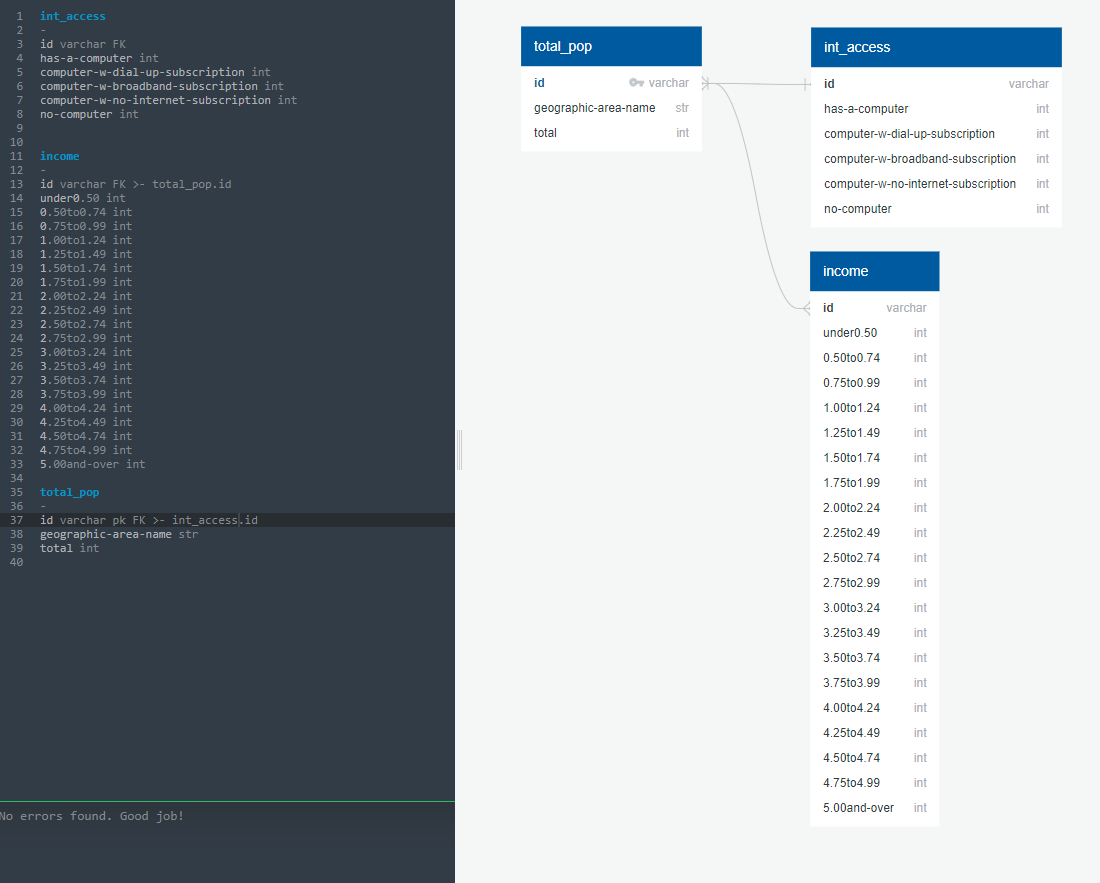 1 int_access
2 -
3 id varchar FK
4 has-a-computer int
5 computer-w-dial-up-subscription int
6 computer-w-broadband-subscription int
7 computer-w-no-internet-subscription int
8 no-computer int
9
10
11 income
12 -
13 id varchar FK >- total_pop.id
14 under0.50 int
15 0.50to0.74 int
16 0.75to0.99 int
17 1.00to1.24 int
18 1.25to1.49 int
19 1.50to1.74 int
20 1.75to1.99 int
21 2.00to2.24 int
22 2.25to2.49 int
23 2.50to2.74 int
24 2.75to2.99 int
25 3.00to3.24 int
26 3.25to3.49 int
27 3.50to3.74 int
28 3.75to3.99 int
29 4.00to4.24 int
30 4.25to4.49 int
31 4.50to4.74 int
32 4.75to4.99 int
33 5.00and-over int
34
35 total_pop
36 -
37 id varchar pk FK >- int_access.id
38 geographic-area-name str
39 total int
40
No errors found. Good job!
total_pop
id varchar
geographic-area-name str
total int
int_access
id varchar
has-a-computer int
computer-w-dial-up-subscription int
computer-w-broadband-subscription int
computer-w-no-internet-subscription int
no-computer int
income
id varchar
under0.50 int
0.50to0.74 int
0.75to0.99 int
1.00to1.24 int
1.25to1.49 int
1.50to1.74 int
1.75to1.99 int
2.00to2.24 int
2.25to2.49 int
2.50to2.74 int
2.75to2.99 int
3.00to3.24 int
3.25to3.49 int
3.50to3.74 int
3.75to3.99 int
4.00to4.24 int
4.25to4.49 int
4.50to4.74 int
4.75to4.99 int
5.00and-over int